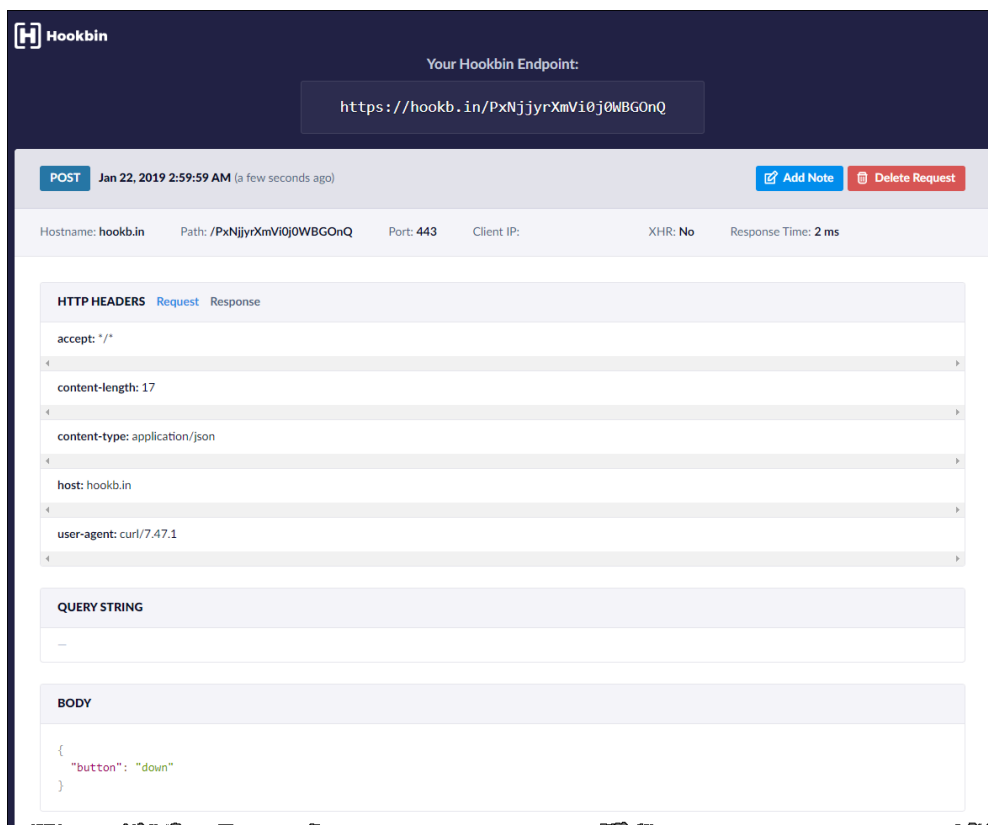 Hookbin
Your Hookbin Endpoint:
https://hookb.in/PxNjjyrXmVi0j0WBGOnQ
POST Jan 22, 2019 2:59:59 AM (a few seconds ago) Add Note Delete Request
Hostname: hookb.in Path: /PxNjjyrXmVi0j0WBGOnQ Port: 443 Client IP: XHR: No Response Time: 2 ms
HTTP HEADERS Request Response
accept: */*
content-length: 17
content-type: application/json
host: hookb.in
user-agent: curl/7.47.1
QUERY STRING
—
BODY
{
"button": "down"
}